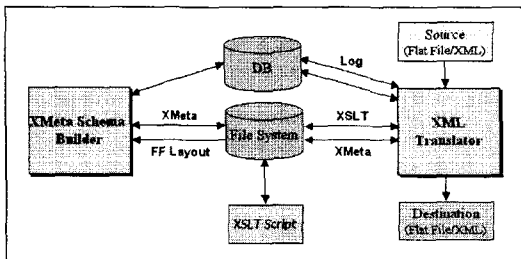 Source
(Flat File/XML)
DB
Log
XMeta Schema
Builder
XMeta
File System
XSLT
XML
Translator
FF Layout
XMeta
XSLT Script
Destination
(Flat File/XML)